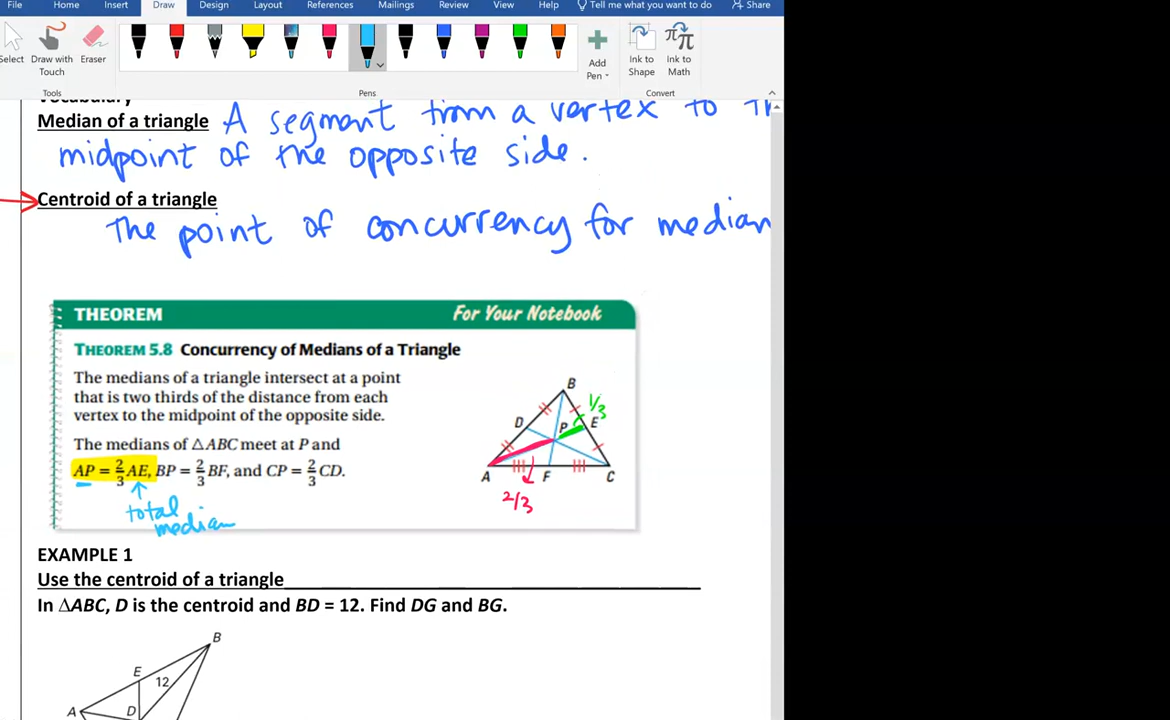 File Home Insert Draw Design Layout References Mailings Review View Help Tell me what you want to do Share
Select Draw with Touch Eraser Add Pen Ink to Shape Ink to Math
Tools Pens Convert
Vocabulary
Median of a triangle A segment from a vertex to
midpoint of the opposite side.
Centroid of a triangle
The point of concurrency for median
THEOREM For Your Notebook
THEOREM 5.8 Concurrency of Medians of a Triangle
The medians of a triangle intersect at a point
that is two thirds of the distance from each
vertex to the midpoint of the opposite side.
The medians of △ABC meet at P and
AP = 2/3 AE, BP = 2/3 BF, and CP = 2/3 CD.
total
median
B
1/3
D P E
A F C
2/3
EXAMPLE 1
Use the centroid of a triangle
In ΔABC, D is the centroid and BD = 12. Find DG and BG.
B
E
12
A D